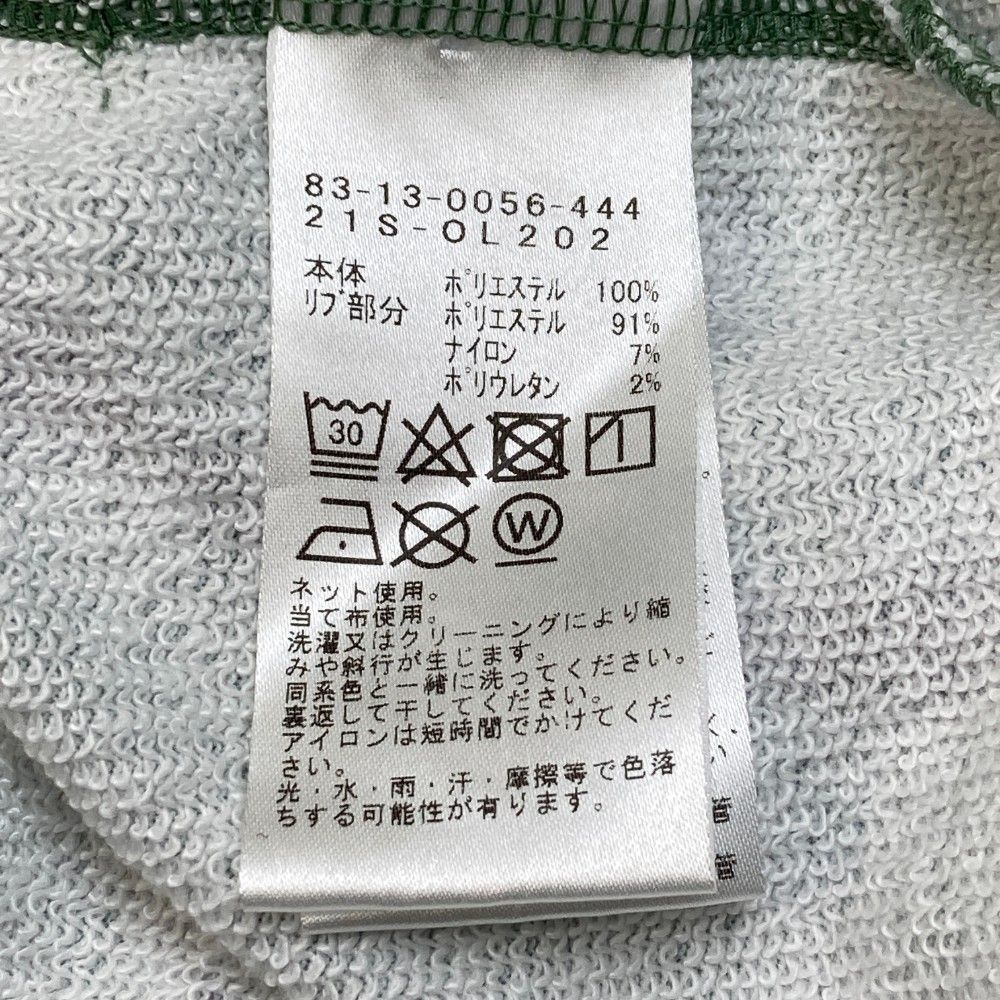 83-13-0056-444
21S-OL202
本体 ポリエステル 100%
リブ部分 ポリエステル 91%
ナイロン 7%
ポリウレタン 2%
30
W
ネット使用。
当て布使用。
洗濯又はクリーニングにより縮
みや斜行が生じます。
同系色と一緒に洗ってください。
裏返して干してください。
アイロンは短時間でかけてくだ
さい。
光・水・雨・汗・摩擦等で色落
ちする可能性が有ります。